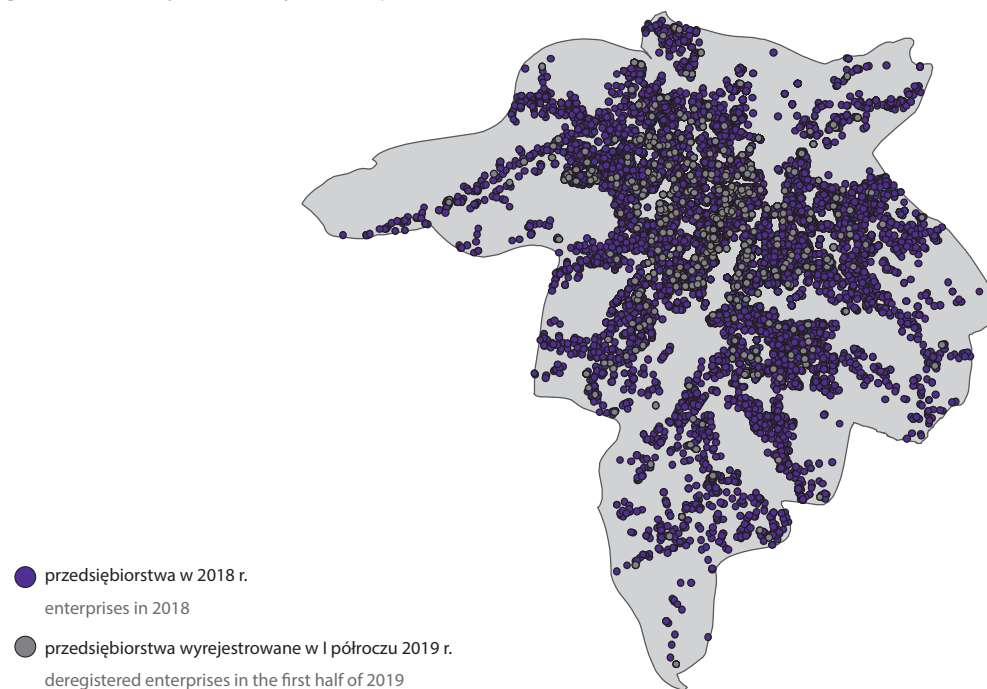 przedsiębiorstwa w 2018 r.
enterprises in 2018
przedsiębiorstwa wyrejestrowane w I półroczu 2019 r.
deregistered enterprises in the first half of 2019